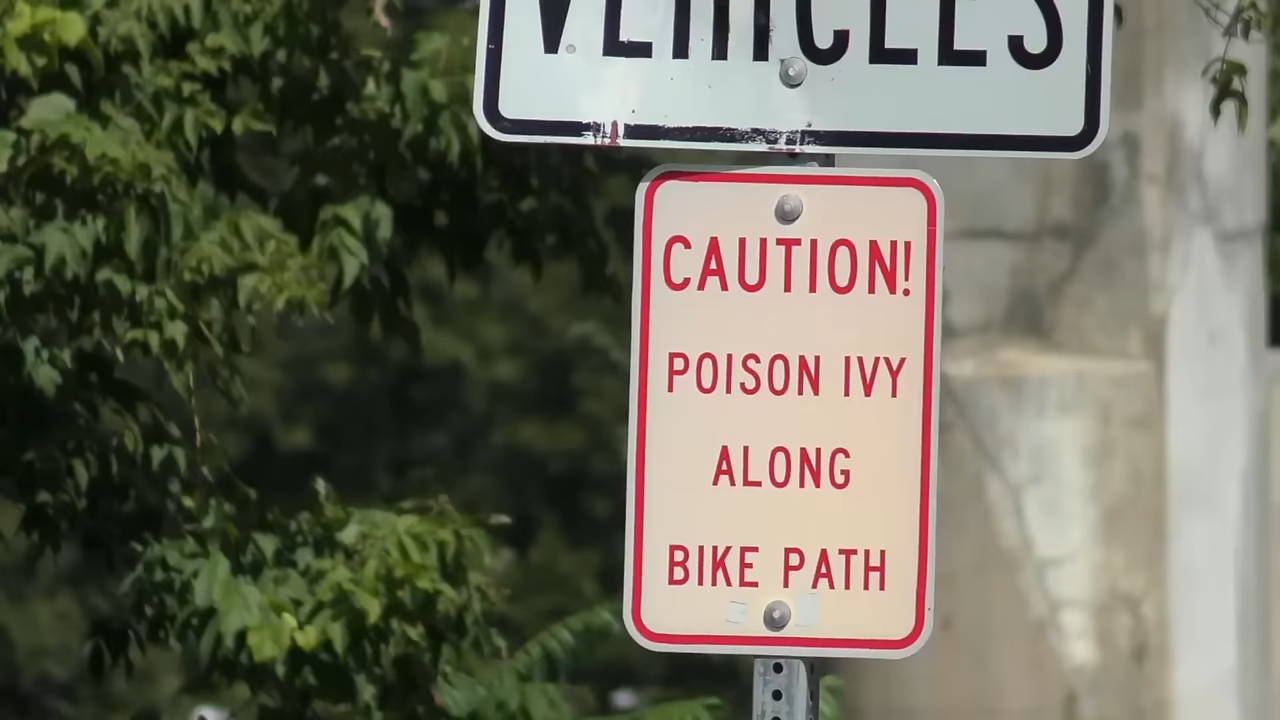 VEHICLES
CAUTION!
POISON IVY
ALONG
BIKE PATH